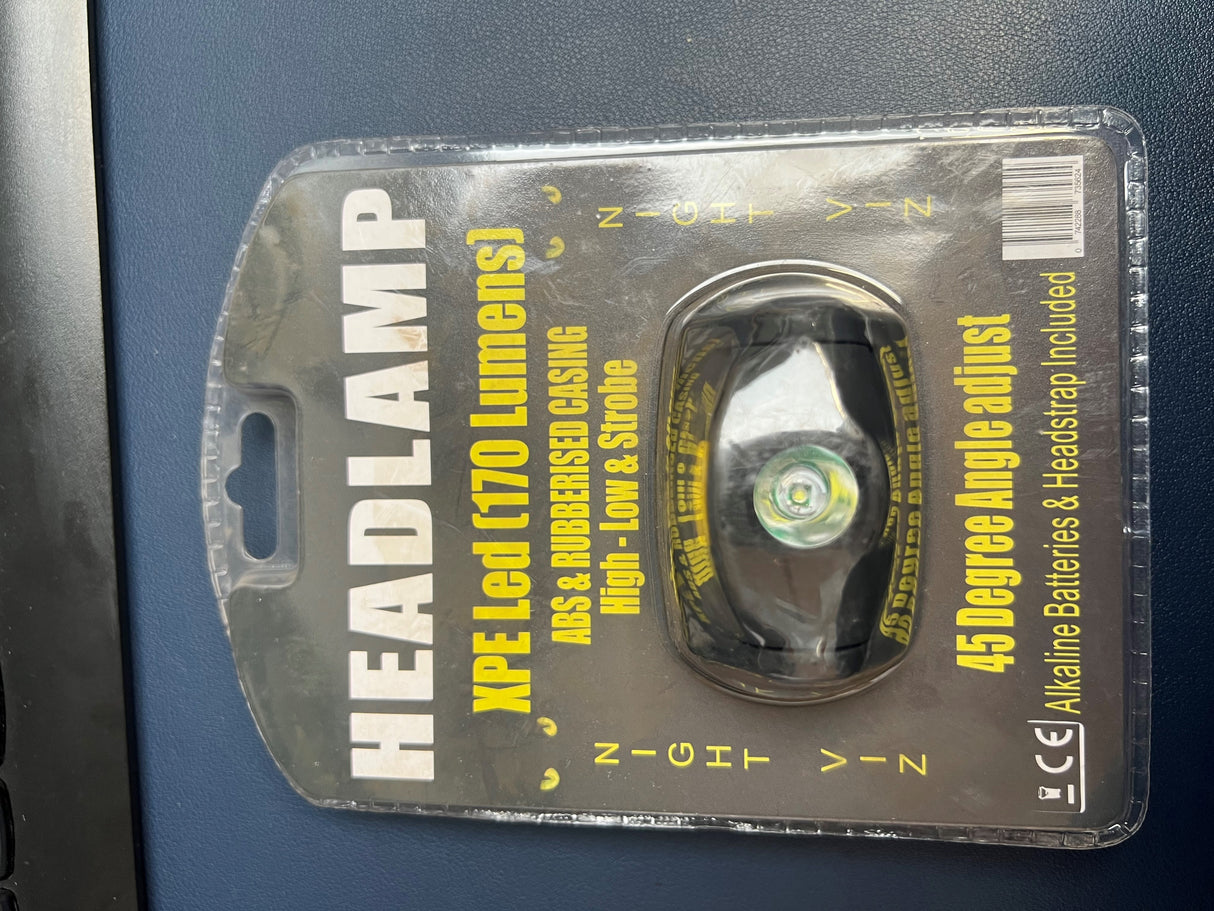 HEADLAMP
XPE Led (170 Lumens)
ABS & RUBBERISED CASING
High - Low & Strobe
NIGHT VIZ
NIGHT VIZ
45 Degree Angle adjust
CE
Alkaline Batteries & Headstrap Included